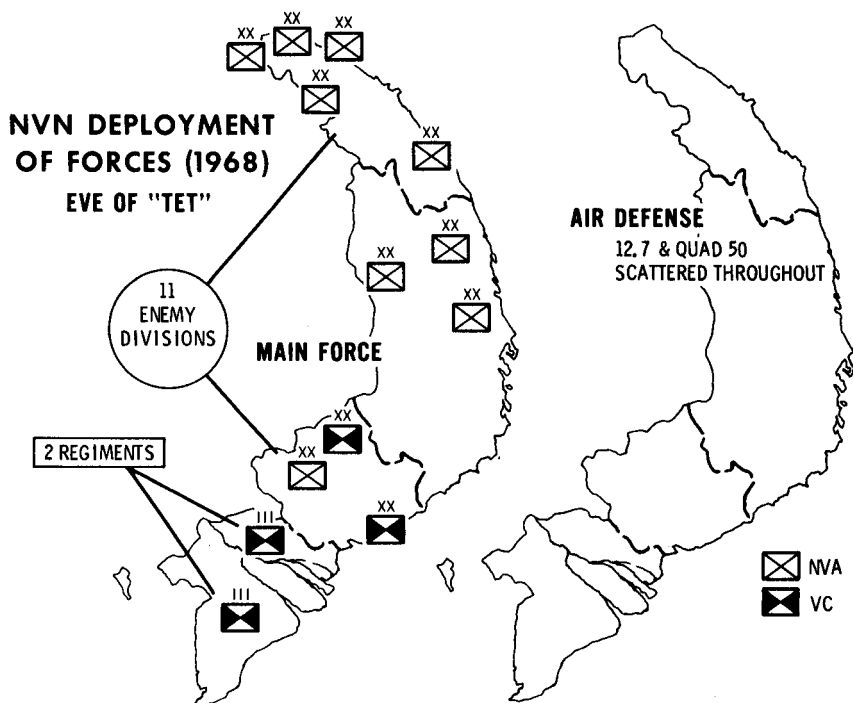 NVN DEPLOYMENT
OF FORCES (1968)
EVE OF "TET"
XX
XX
XX
XX
XX
XX
XX
XX
11
ENEMY
DIVISIONS
MAIN FORCE
XX
XX
XX
2 REGIMENTS
III
III
AIR DEFENSE
12.7 & QUAD 50
SCATTERED THROUGHOUT
NVA
VC